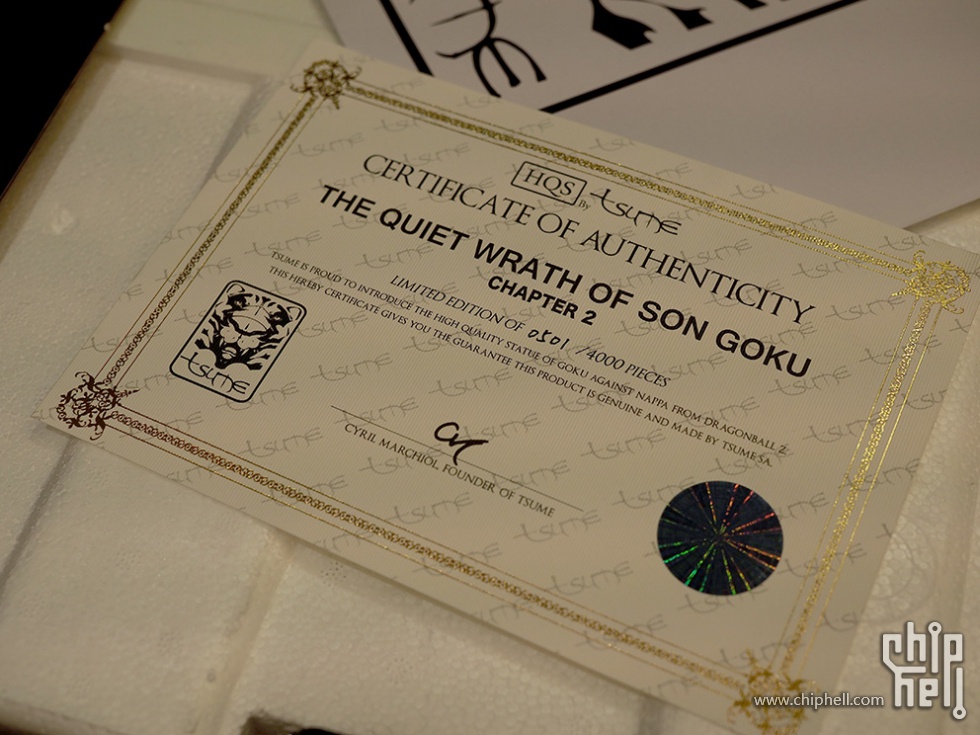 HQS By tsume
CERTIFICATE OF AUTHENTICITY
THE QUIET WRATH OF SON GOKU
CHAPTER 2
LIMITED EDITION OF 0501 /4000 PIECES
TSUME IS PROUD TO INTRODUCE THE HIGH QUALITY STATUE OF GOKU AGAINST NAPPA FROM DRAGONBALL Z.
THIS HEREBY CERTIFICATE GIVES YOU THE GUARANTEE THIS PRODUCT IS GENUINE AND MADE BY TSUME SA.
tsume
CYRIL MARCHIOL, FOUNDER OF TSUME
www.chiphell.com
chip
hell